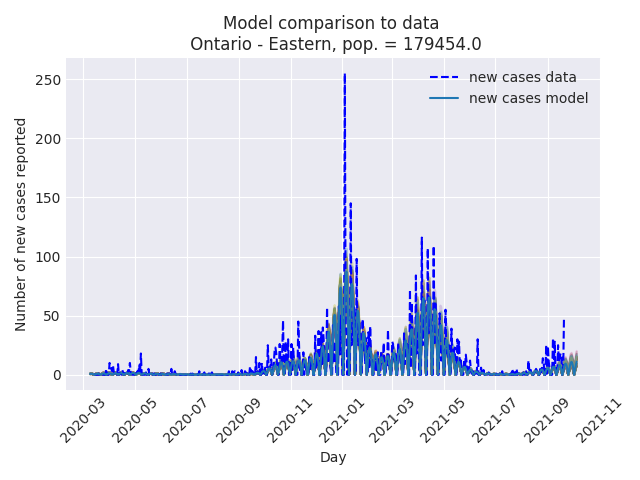 Model comparison to data
Ontario - Eastern, pop. = 179454.0
new cases data
new cases model
Number of new cases reported
250
200
150
100
50
0
2020-03
2020-05
2020-07
2020-09
2020-11
2021-01
2021-03
2021-05
2021-07
2021-09
2021-11
Day